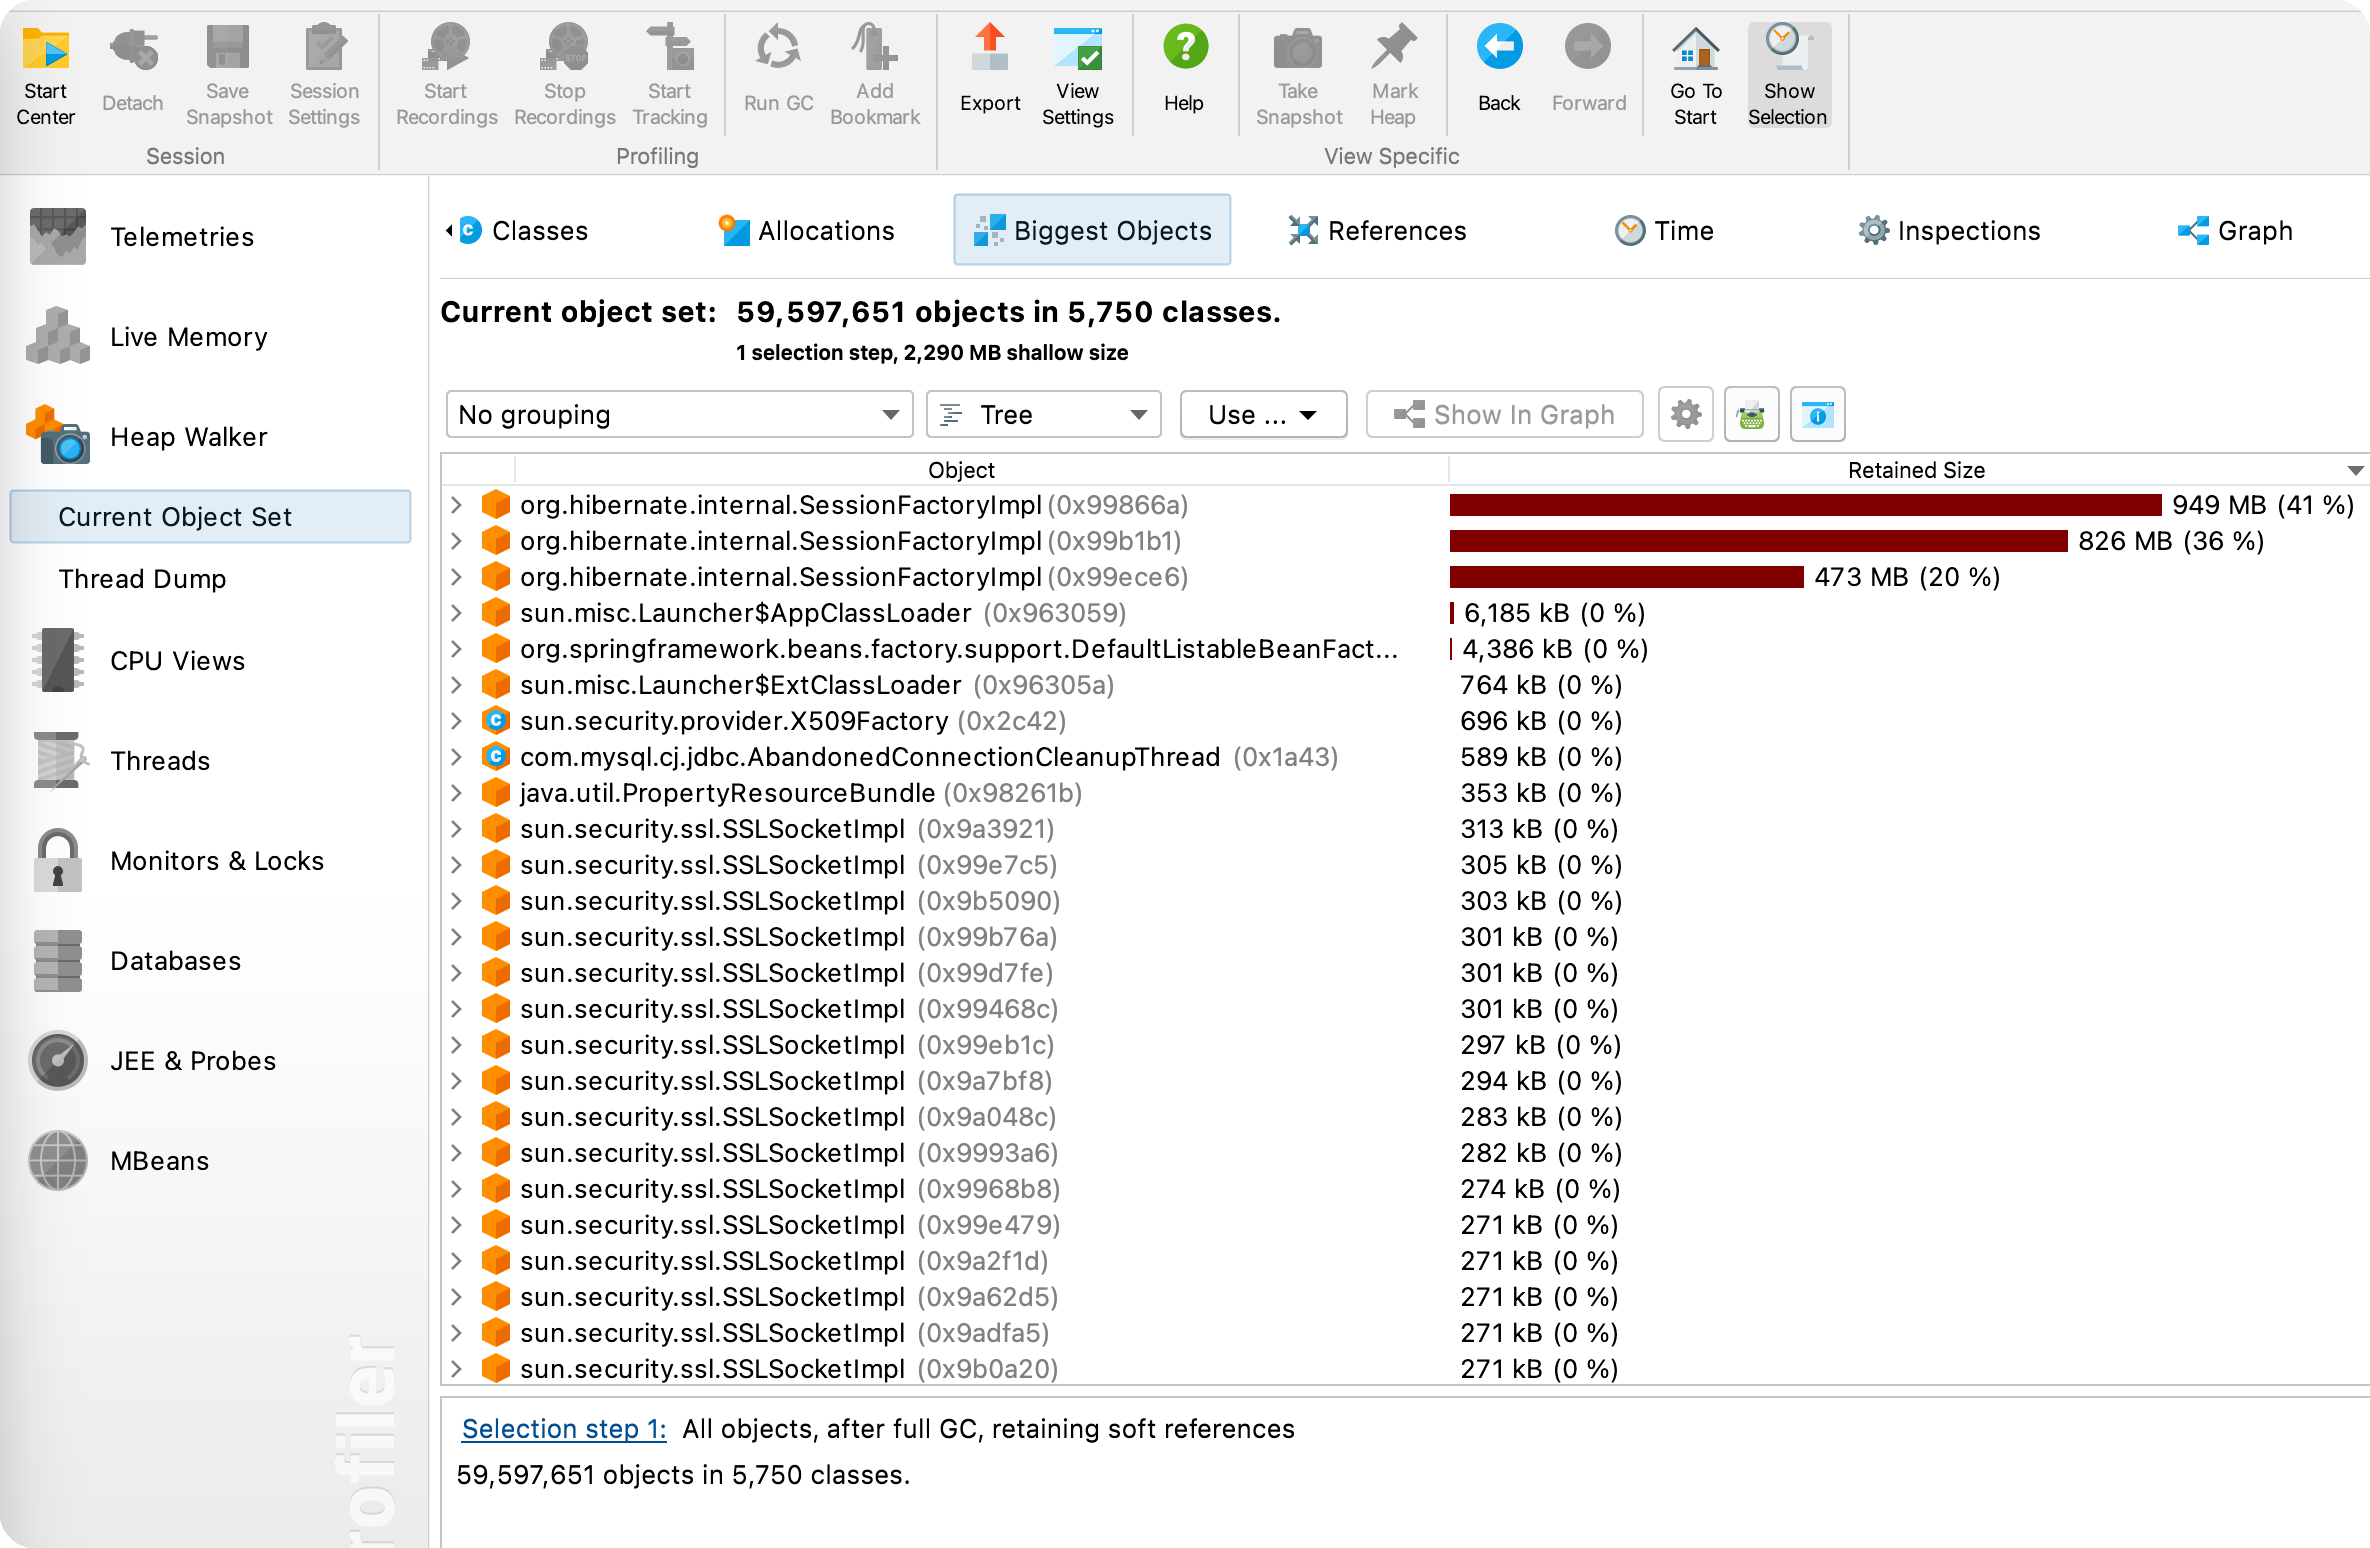 Start Center
Detach
Save Snapshot
Session Settings
Start Recordings
Stop Recordings
Start Tracking
Run GC
Add Bookmark
Export
View Settings
Help
Take Snapshot
Mark Heap
Back
Forward
Go To Start
Show Selection
Session
Profiling
View Specific
Telemetries
Live Memory
Heap Walker
Current Object Set
Thread Dump
CPU Views
Threads
Monitors & Locks
Databases
JEE & Probes
MBeans
rofiler
Classes
Allocations
Biggest Objects
References
Time
Inspections
Graph
Current object set: 59,597,651 objects in 5,750 classes.
1 selection step, 2,290 MB shallow size
No grouping
Tree
Use ...
Show In Graph
Object Retained Size
org.hibernate.internal.SessionFactoryImpl (0x99866a) 949 MB (41 %)
org.hibernate.internal.SessionFactoryImpl (0x99b1b1) 826 MB (36 %)
org.hibernate.internal.SessionFactoryImpl (0x99ece6) 473 MB (20 %)
sun.misc.Launcher$AppClassLoader (0x963059) 6,185 kB (0 %)
org.springframework.beans.factory.support.DefaultListableBeanFact... 4,386 kB (0 %)
sun.misc.Launcher$ExtClassLoader (0x96305a) 764 kB (0 %)
sun.security.provider.X509Factory (0x2c42) 696 kB (0 %)
com.mysql.cj.jdbc.AbandonedConnectionCleanupThread (0x1a43) 589 kB (0 %)
java.util.PropertyResourceBundle (0x98261b) 353 kB (0 %)
sun.security.ssl.SSLSocketImpl (0x9a3921) 313 kB (0 %)
sun.security.ssl.SSLSocketImpl (0x99e7c5) 305 kB (0 %)
sun.security.ssl.SSLSocketImpl (0x9b5090) 303 kB (0 %)
sun.security.ssl.SSLSocketImpl (0x99b76a) 301 kB (0 %)
sun.security.ssl.SSLSocketImpl (0x99d7fe) 301 kB (0 %)
sun.security.ssl.SSLSocketImpl (0x99468c) 301 kB (0 %)
sun.security.ssl.SSLSocketImpl (0x99eb1c) 297 kB (0 %)
sun.security.ssl.SSLSocketImpl (0x9a7bf8) 294 kB (0 %)
sun.security.ssl.SSLSocketImpl (0x9a048c) 283 kB (0 %)
sun.security.ssl.SSLSocketImpl (0x9993a6) 282 kB (0 %)
sun.security.ssl.SSLSocketImpl (0x9968b8) 274 kB (0 %)
sun.security.ssl.SSLSocketImpl (0x99e479) 271 kB (0 %)
sun.security.ssl.SSLSocketImpl (0x9a2f1d) 271 kB (0 %)
sun.security.ssl.SSLSocketImpl (0x9a62d5) 271 kB (0 %)
sun.security.ssl.SSLSocketImpl (0x9adfa5) 271 kB (0 %)
sun.security.ssl.SSLSocketImpl (0x9b0a20) 271 kB (0 %)
Selection step 1: All objects, after full GC, retaining soft references
59,597,651 objects in 5,750 classes.